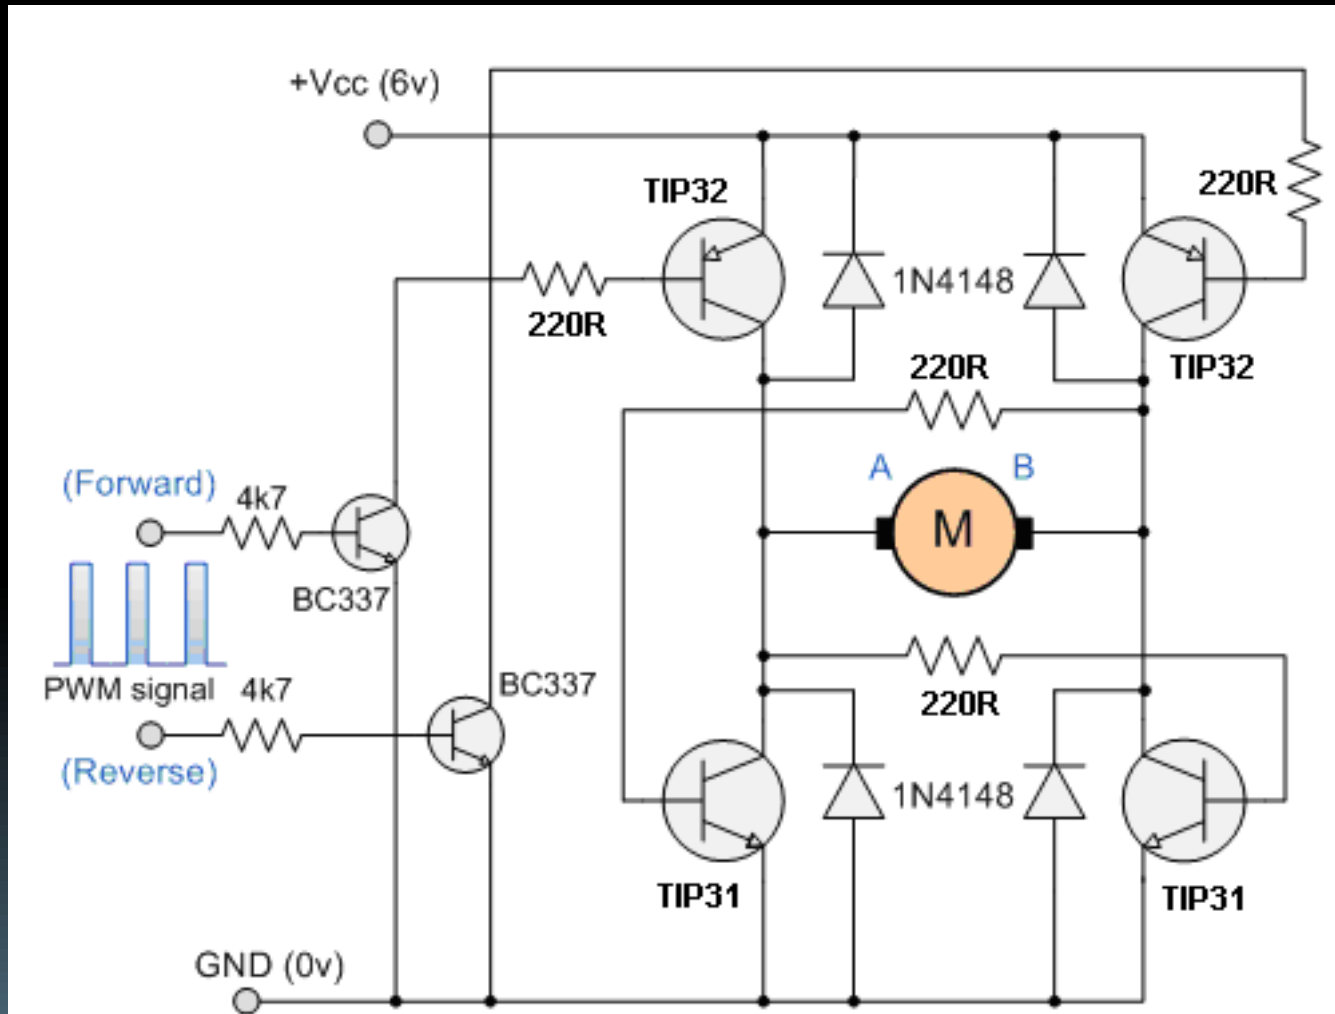 +Vcc (6v)
TIP32
220R
1N4148
220R
220R
TIP32
A
B
(Forward)
4k7
M
BC337
PWM signal
4k7
BC337
220R
(Reverse)
1N4148
TIP31
TIP31
GND (0v)